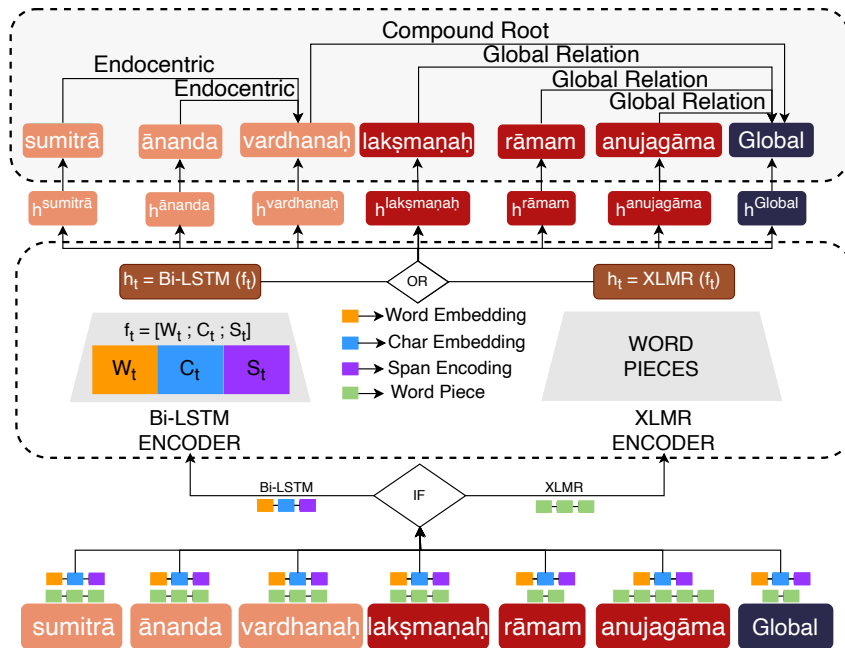 Compound Root
Global Relation
Endocentric
Global Relation
Endocentric
Global Relation
sumitrā ānanda vardhanaḥ lakṣmaṇaḥ rāmam anujagāma Global
h^sumitrā h^ānanda h^vardhanaḥ h^lakṣmaṇaḥ h^rāmam h^anujagāma h^Global
h_t = Bi-LSTM (f_t) OR h_t = XLMR (f_t)
f_t = [W_t ; C_t ; S_t]
W_t C_t S_t
Word Embedding
Char Embedding
Span Encoding
Word Piece
WORD
PIECES
Bi-LSTM
ENCODER
XLMR
ENCODER
Bi-LSTM IF XLMR
sumitrā ānanda vardhanaḥ lakṣmaṇaḥ rāmam anujagāma Global